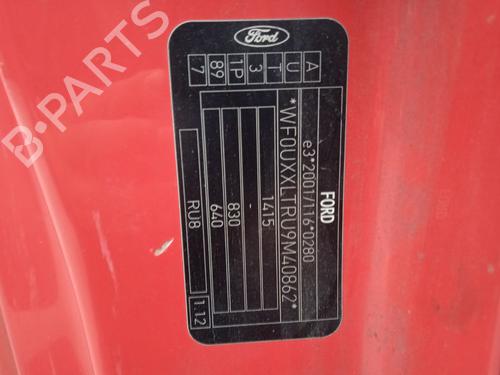 Ford
FORD
e3*2001/116*0280
*WF0UXXLTRU9M40862*
1415
830
640
RU8
1.12
A
U
T
3
1P
89
7
B-PARTS